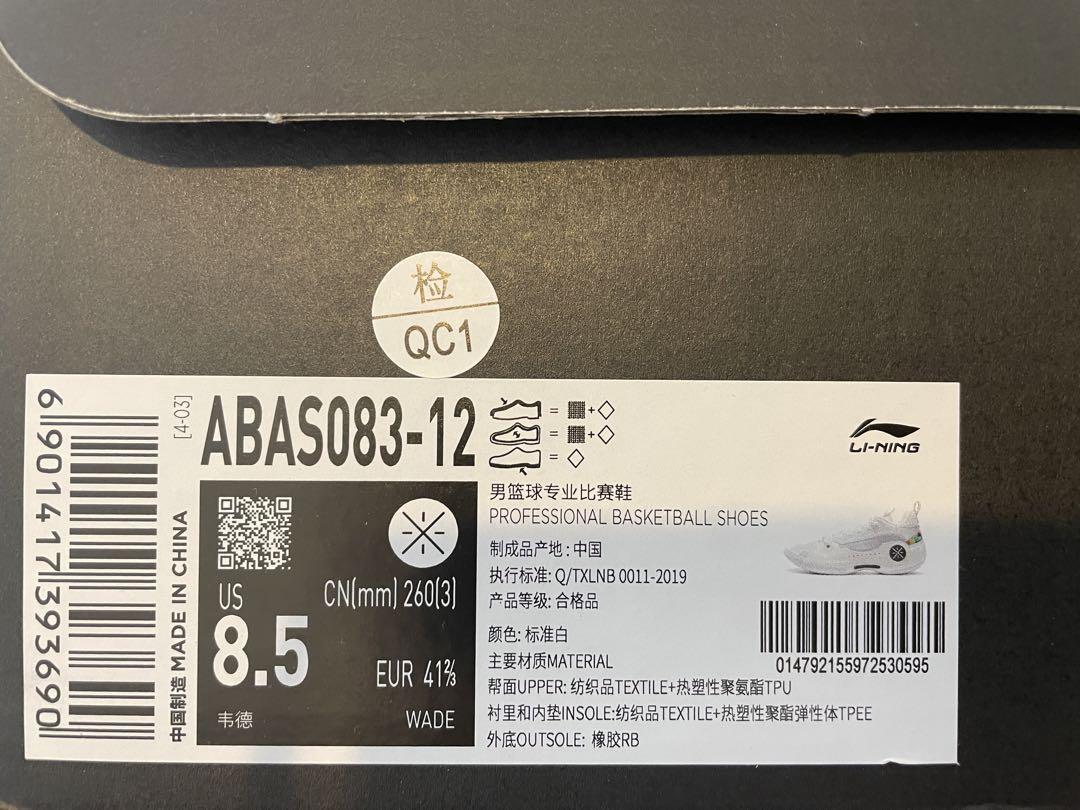 检
QC1
6 901417 393690
[4-03]
中国制造 MADE IN CHINA
ABAS083-12
US
8.5
CN(mm) 260(3)
EUR 41⅔
韦德
WADE
LI-NING
男篮球专业比赛鞋
PROFESSIONAL BASKETBALL SHOES
制成品产地: 中国
执行标准: Q/TXLNB 0011-2019
产品等级: 合格品
颜色: 标准白
主要材质MATERIAL
帮面UPPER: 纺织品TEXTILE+热塑性聚氨酯TPU
衬里和内垫INSOLE:纺织品TEXTILE+热塑性聚酯弹性体TPEE
外底OUTSOLE: 橡胶RB
014792155972530595